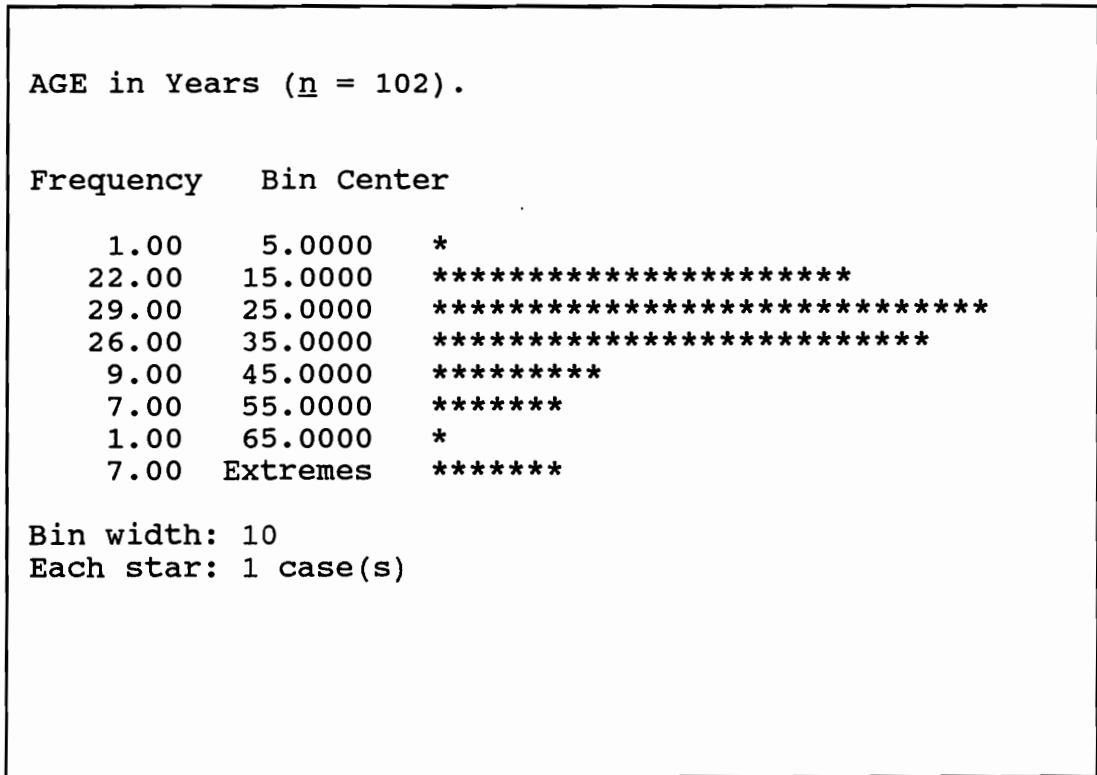 AGE in Years (n = 102).
Frequency Bin Center
1.00 5.0000 *
22.00 15.0000 **********************
29.00 25.0000 *****************************
26.00 35.0000 **************************
9.00 45.0000 *********
7.00 55.0000 *******
1.00 65.0000 *
7.00 Extremes *******
Bin width: 10
Each star: 1 case(s)